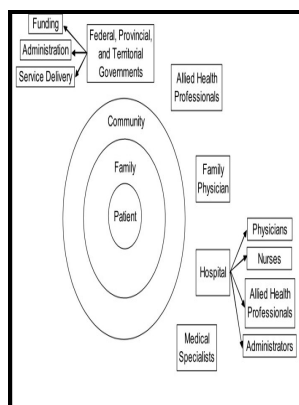 Funding
Administration
Service Delivery
Federal, Provincial,
and Territorial
Governments
Allied Health
Professionals
Community
Family
Patient
Family
Physician
Hospital
Physicians
Nurses
Allied Health
Professionals
Administrators
Medical
Specialists